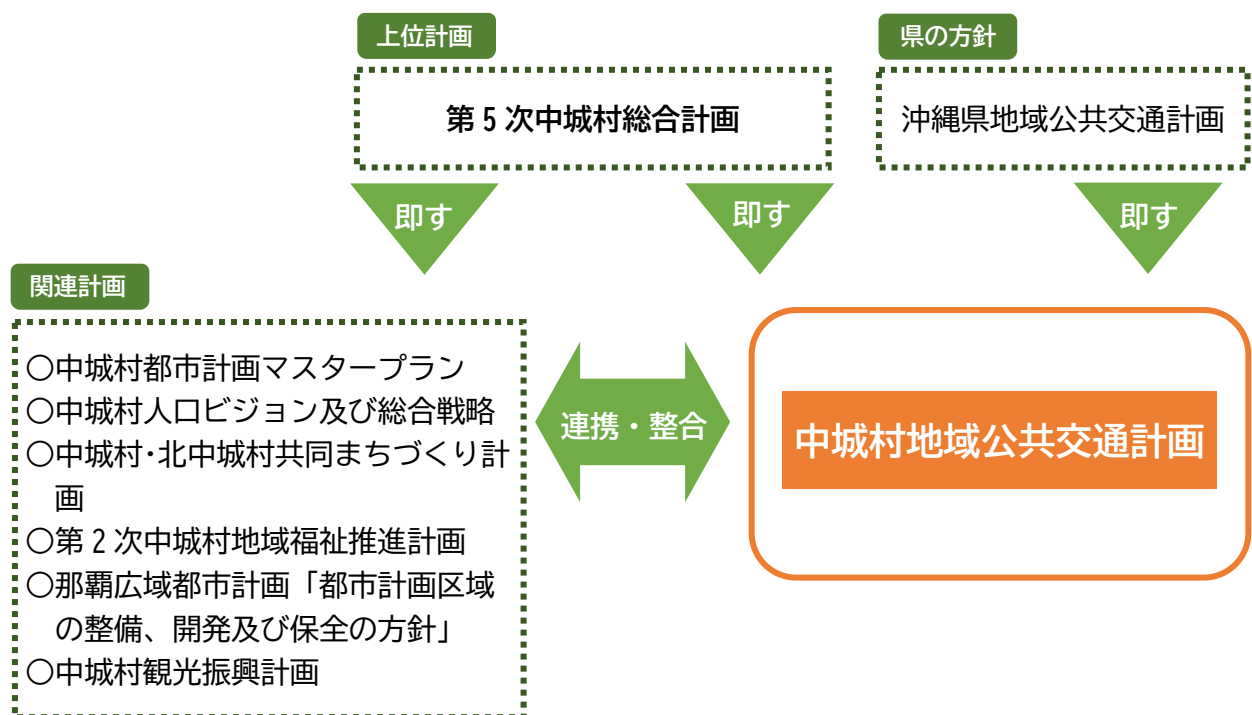 上位計画
県の方針
第5次中城村総合計画
沖縄県地域公共交通計画
即す
即す
即す
関連計画
○中城村都市計画マスタープラン
○中城村人口ビジョン及び総合戦略
○中城村・北中城村共同まちづくり計
画
○第2次中城村地域福祉推進計画
○那覇広域都市計画「都市計画区域
の整備、開発及び保全の方針」
○中城村観光振興計画
連携・整合
中城村地域公共交通計画